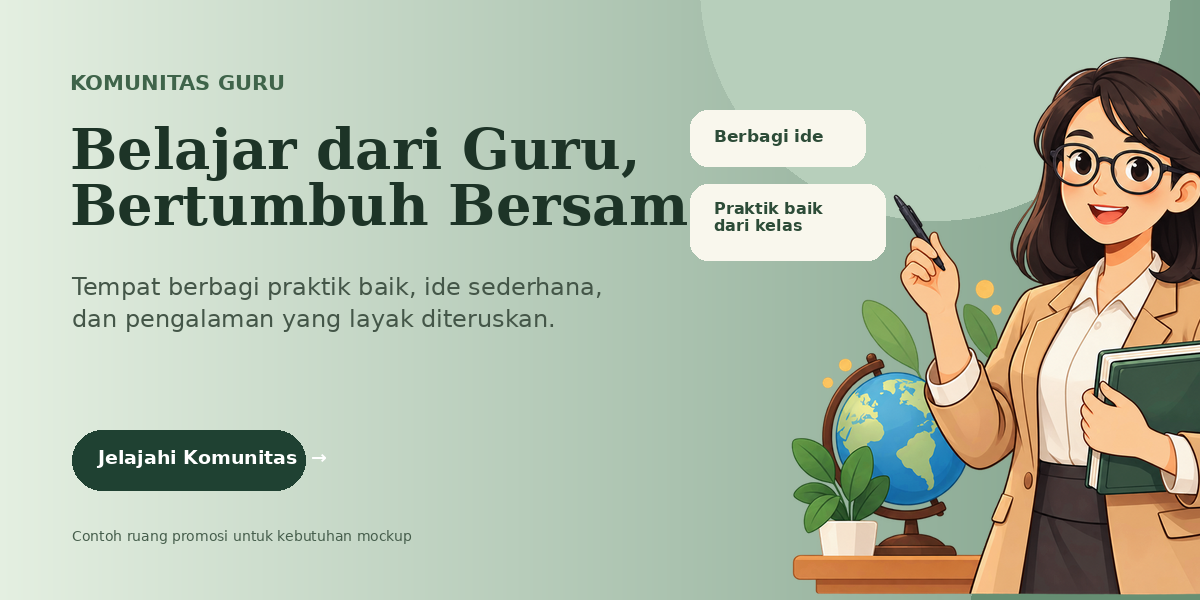 KOMUNITAS GURU
Belajar dari Guru,
Bertumbuh Bersam
Berbagi ide
Praktik baik
dari kelas
Tempat berbagi praktik baik, ide sederhana,
dan pengalaman yang layak diteruskan.
Jelajahi Komunitas →
Contoh ruang promosi untuk kebutuhan mockup